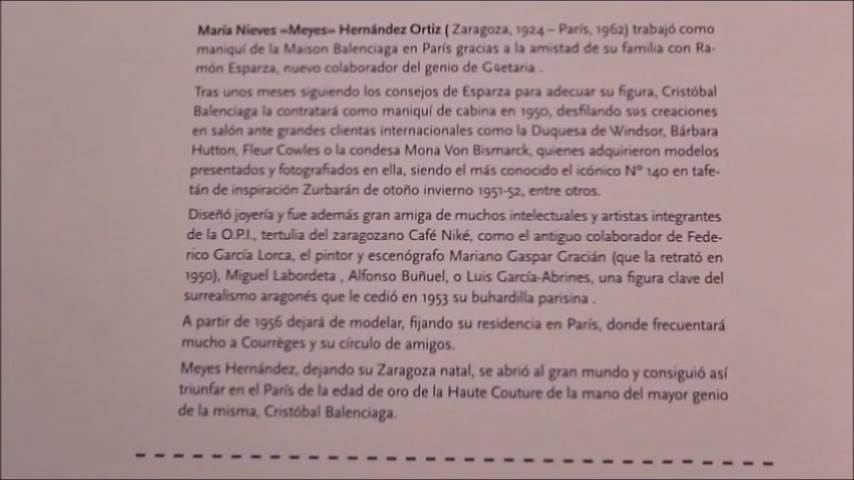 María Nieves «Meyes» Hernández Ortiz ( Zaragoza, 1924 – París, 1962) trabajó como
maniquí de la Maison Balenciaga en París gracias a la amistad de su familia con Ra-
món Esparza, nuevo colaborador del genio de Guetaria .
Tras unos meses siguiendo los consejos de Esparza para adecuar su figura, Cristóbal
Balenciaga la contratará como maniquí de cabina en 1950, desfilando sus creaciones
en salón ante grandes clientas internacionales como la Duquesa de Windsor, Bárbara
Hutton, Fleur Cowles o la condesa Mona Von Bismarck, quienes adquirieron modelos
presentados y fotografiados en ella, siendo el más conocido el icónico Nº 140 en tafe-
tán de inspiración Zurbarán de otoño invierno 1951-52, entre otros.
Diseñó joyería y fue además gran amiga de muchos intelectuales y artistas integrantes
de la O.P.I., tertulia del zaragozano Café Niké, como el antiguo colaborador de Fede-
rico García Lorca, el pintor y escenógrafo Mariano Gaspar Gracián (que la retrató en
1950), Miguel Labordeta , Alfonso Buñuel, o Luis García-Abrines, una figura clave del
surrealismo aragonés que le cedió en 1953 su buhardilla parisina .
A partir de 1956 dejará de modelar, fijando su residencia en París, donde frecuentará
mucho a Courrèges y su círculo de amigos.
Meyes Hernández, dejando su Zaragoza natal, se abrió al gran mundo y consiguió así
triunfar en el París de la edad de oro de la Haute Couture de la mano del mayor genio
de la misma, Cristóbal Balenciaga.